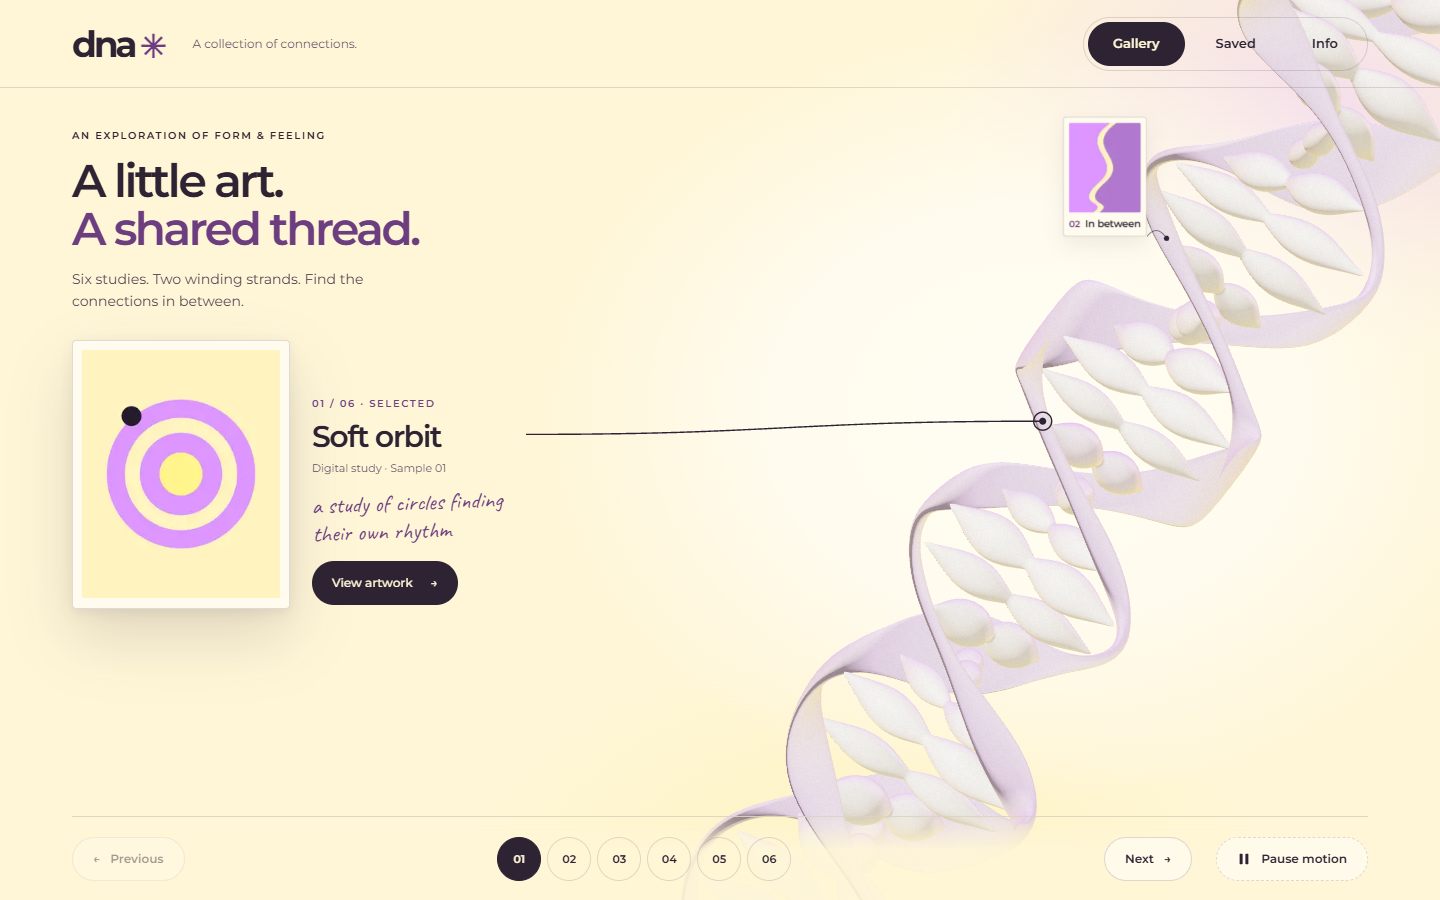 dna
A collection of connections.
Gallery
Saved
Info
AN EXPLORATION OF FORM & FEELING
A little art.
A shared thread.
Six studies. Two winding strands. Find the
connections in between.
02 In between
01 / 06 · SELECTED
Soft orbit
Digital study · Sample 01
a study of circles finding
their own rhythm
View artwork →
← Previous
01
02
03
04
05
06
Next →
Pause motion